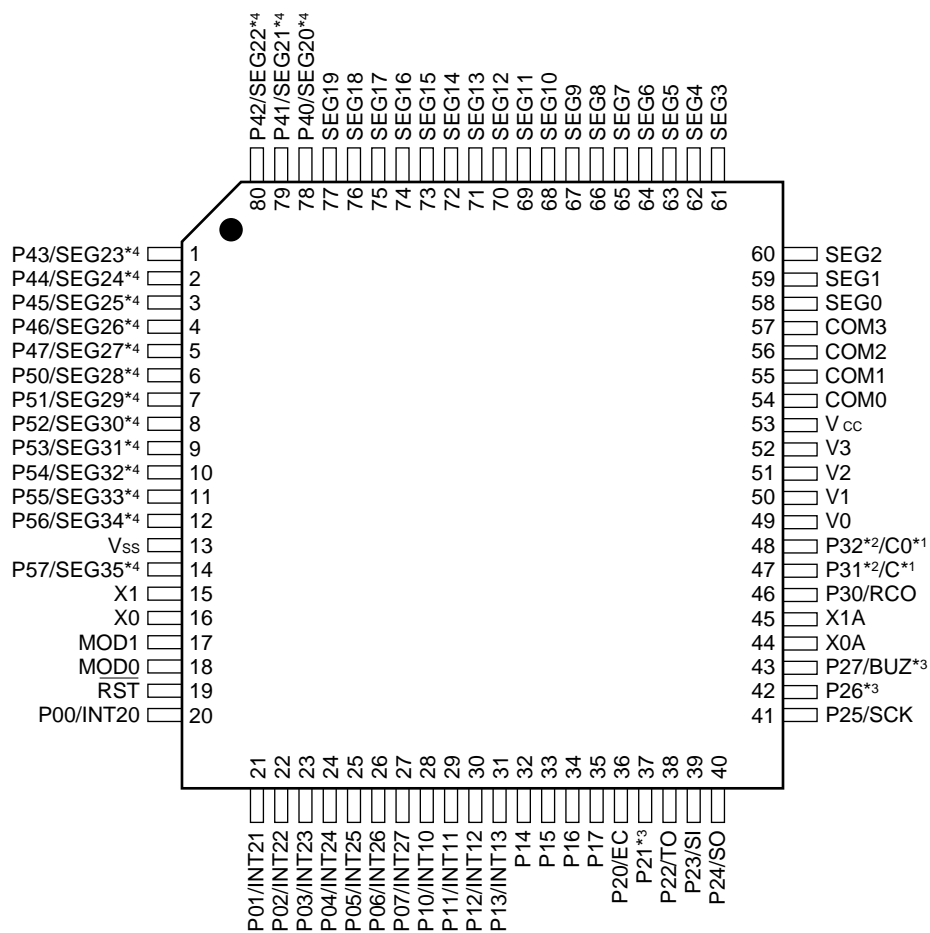 P42/SEG22*4
P41/SEG21*4
P40/SEG20*4
SEG19
SEG18
SEG17
SEG16
SEG15
SEG14
SEG13
SEG12
SEG11
SEG10
SEG9
SEG8
SEG7
SEG6
SEG5
SEG4
SEG3
80
79
78
77
76
75
74
73
72
71
70
69
68
67
66
65
64
63
62
61
P43/SEG23*4 1
P44/SEG24*4 2
P45/SEG25*4 3
P46/SEG26*4 4
P47/SEG27*4 5
P50/SEG28*4 6
P51/SEG29*4 7
P52/SEG30*4 8
P53/SEG31*4 9
P54/SEG32*4 10
P55/SEG33*4 11
P56/SEG34*4 12
VSS 13
P57/SEG35*4 14
X1 15
X0 16
MOD1 17
MOD0 18
RST 19
P00/INT20 20
60 SEG2
59 SEG1
58 SEG0
57 COM3
56 COM2
55 COM1
54 COM0
53 VCC
52 V3
51 V2
50 V1
49 V0
48 P32*2/C0*1
47 P31*2/C*1
46 P30/RCO
45 X1A
44 X0A
43 P27/BUZ*3
42 P26*3
41 P25/SCK
21
22
23
24
25
26
27
28
29
30
31
32
33
34
35
36
37
38
39
40
P01/INT21
P02/INT22
P03/INT23
P04/INT24
P05/INT25
P06/INT26
P07/INT27
P10/INT10
P11/INT11
P12/INT12
P13/INT13
P14
P15
P16
P17
P20/EC
P21*3
P22/TO
P23/SI
P24/SO